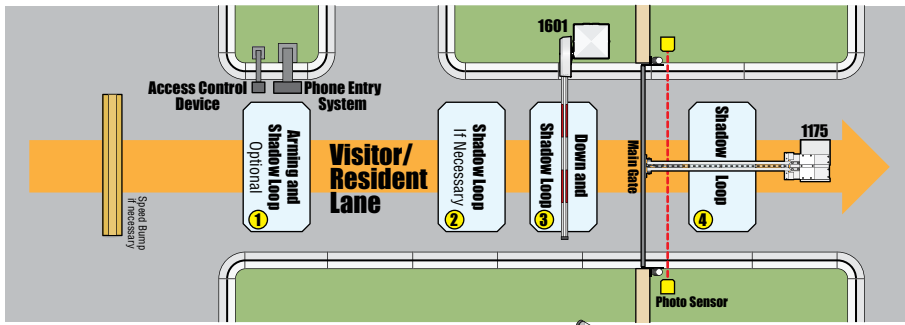 1601
Access Control
Device
Phone Entry
System
Speed Bump
if necessary
Arming and
Shadow Loop
Optional
1
Visitor/
Resident
Lane
Shadow Loop
If Necessary
2
Down and
Shadow Loop
3
Main Gate
Shadow Loop
4
1175
Photo Sensor